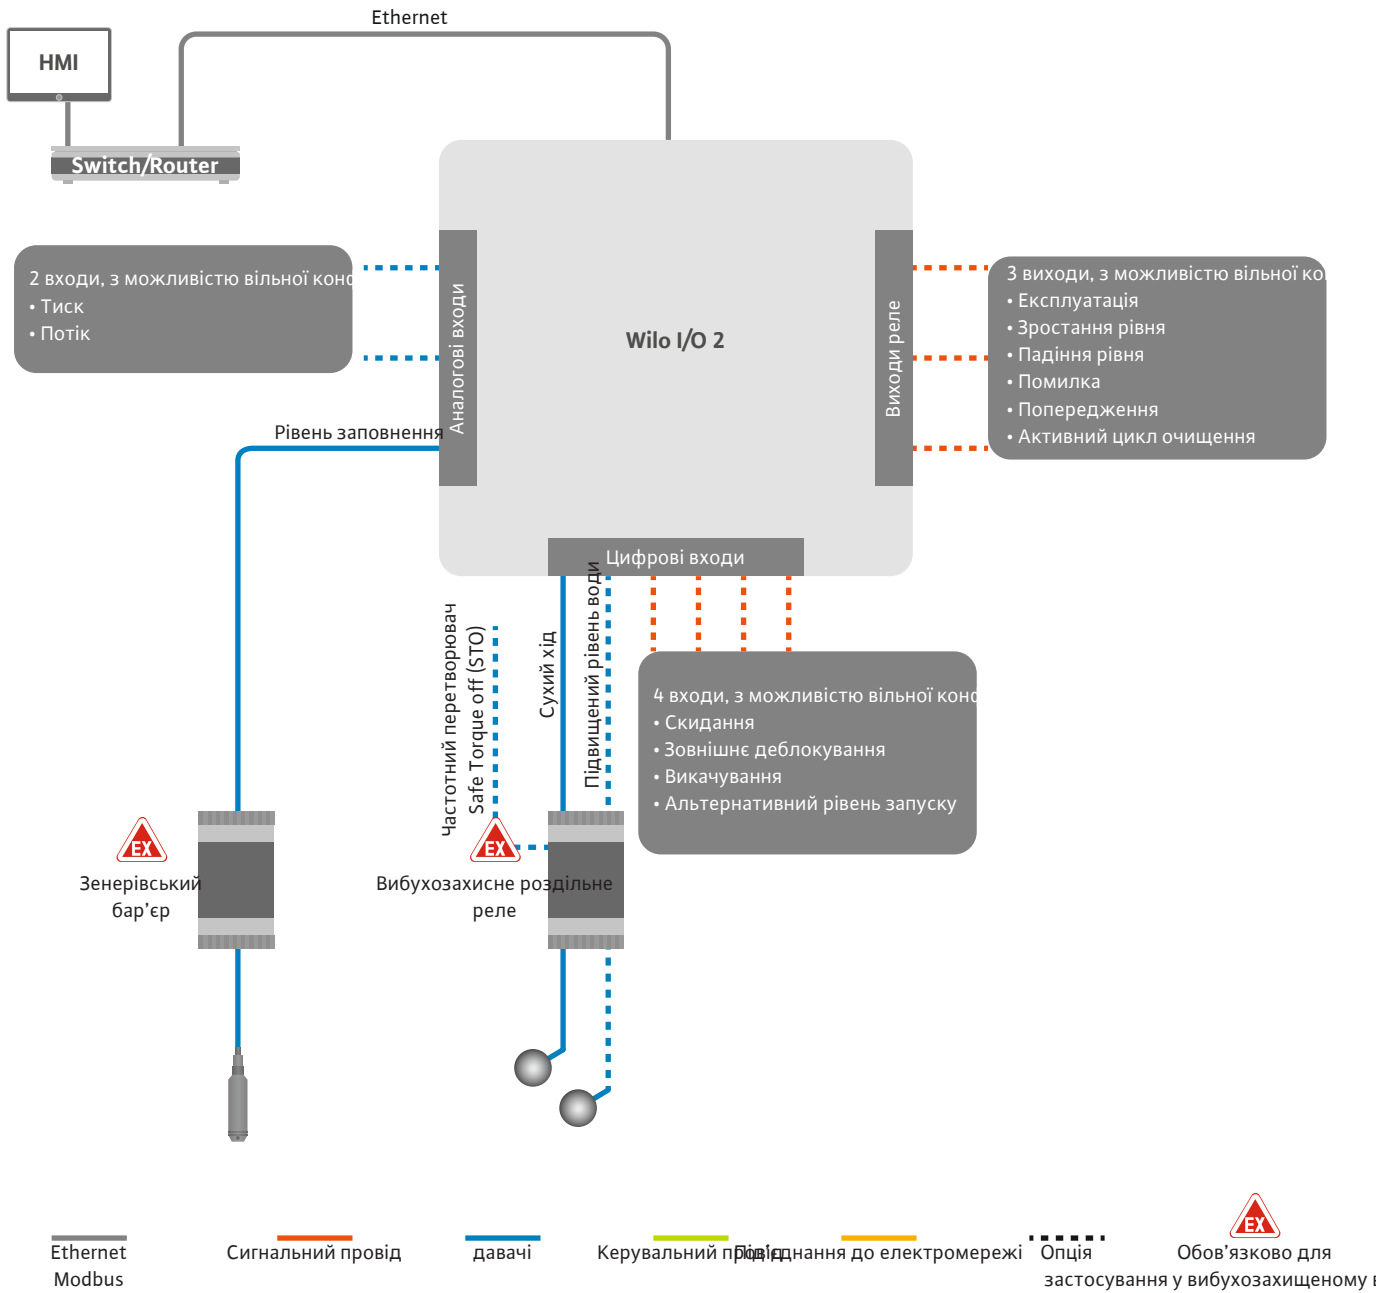 Ethernet
HMI
Switch/Router
2 входи, з можливістю вільної конф
• Тиск
• Потік
Аналогові входи
Wilo I/O 2
Виходи реле
3 виходи, з можливістю вільної ко
• Експлуатація
• Зростання рівня
• Падіння рівня
• Помилка
• Попередження
• Активний цикл очищення
Рівень заповнення
Цифрові входи
Частотний перетворювач
Safe Torque off (STO)
Сухий хід
Підвищений рівень води
4 входи, з можливістю вільної конф
• Скидання
• Зовнішнє деблокування
• Викачування
• Альтернативний рівень запуску
EX
Зенерівський
бар’єр
EX
Вибухозахисне роздільне
реле
Ethernet
Modbus
Сигнальний провід
давачі
Керувальний провід
Під’єднання до електромережі
Опція
EX
Обов’язково для
застосування у вибухозахищеному